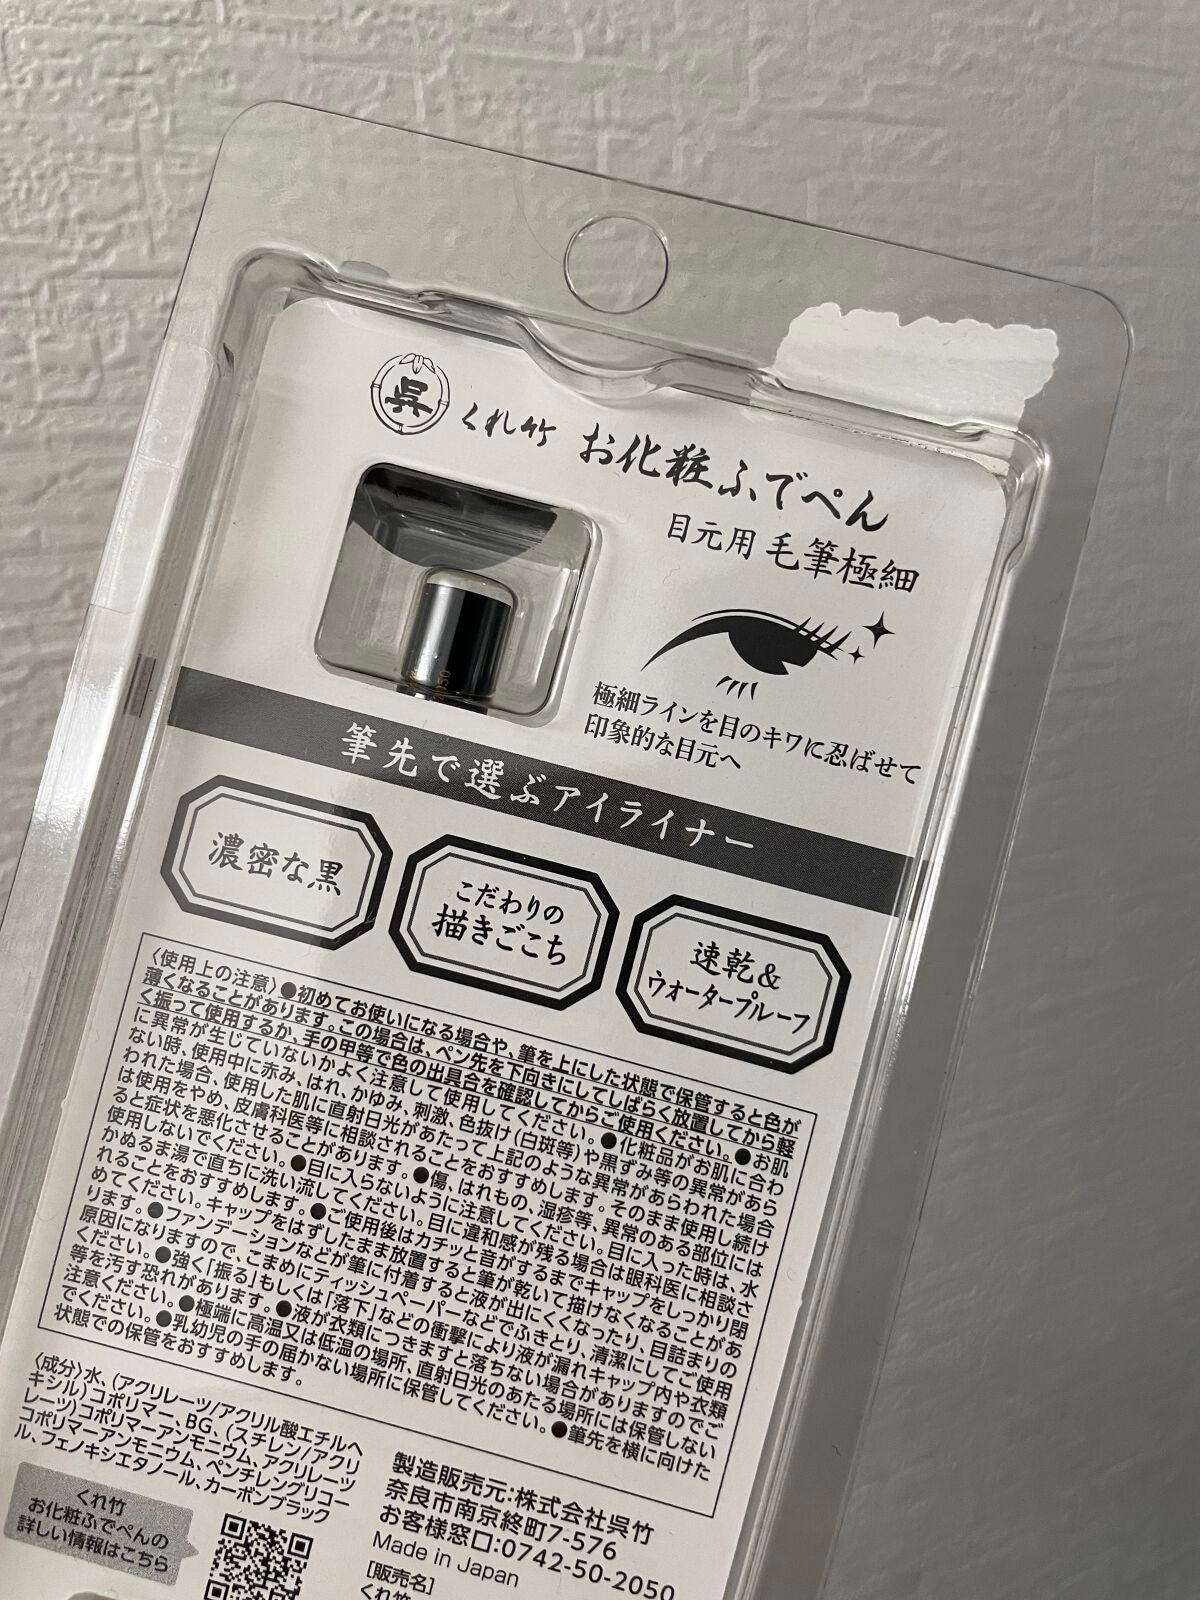 呉 くれ竹 お化粧ふでぺん
目元用 毛筆極細
2050
極細ラインを目のキワに忍ばせて
印象的な目元へ
筆先で選ぶアイライナー
濃密な黒
こだわりの
描きごこち
速乾&
ウォータープルーフ
〈使用上の注意〉●初めてお使いになる場合や、筆を上にした状態で保管すると色が
薄くなることがあります。この場合は、ペン先を下向きにしてしばらく放置してから軽
く振って使用するか、手の甲等で色の出具合を確認してからご使用ください。●お肌
に異常が生じていないかよく注意して使用してください。●化粧品がお肌に合わ
ない時、使用中に赤み、はれ、かゆみ、刺激、色抜け(白斑等)や黒ずみ等の異常があら
われた場合、使用した肌に直射日光があたって上記のような異常があらわれた場合
は使用をやめ、皮膚科医等に相談されることをおすすめします。そのまま使用し続け
ると症状を悪化させることがあります。●傷、はれもの、湿疹等、異常のある部位には
使用しないでください。●目に入らないように注意してください。目に入った時は、水
かぬるま湯で直ちに洗い流してください。目に違和感が残る場合は眼科医に相談さ
れることをおすすめします。●ご使用後はカチッと音がするまでキャップをしっかり閉
めてください。キャップをはずしたまま放置すると筆が乾いて描けなくなることがあ
ります。●ファンデーションなどが筆に付着すると液が出にくくなったり、目詰まりの
原因になりますので、こまめにティッシュペーパーなどでふきとり、清潔にしてご使用
ください。●強く「振る」もしくは「落下」などの衝撃により液が漏れキャップ内や衣類
等を汚す恐れがあります。●液が衣類につきますと落ちない場合がありますのでご
注意ください。●極端に高温又は低温の場所、直射日光のあたる場所には保管しない
でください。●乳幼児の手の届かない場所に保管してください。●筆先を横に向けた
状態での保管をおすすめします。
〈成分〉水、(アクリレーツ/アクリル酸エチルヘ
キシル)コポリマー、BG、(スチレン/アクリ
レーツ)コポリマーアンモニウム、アクリレーツ
コポリマーアンモニウム、ペンチレングリコー
ル、フェノキシエタノール、カーボンブラック
くれ竹
お化粧ふでぺんの
詳しい情報はこちら
製造販売元:株式会社呉竹
奈良市南京終町7-576
お客様窓口:0742-50-2050
Made in Japan
[販売名]
くれ竹